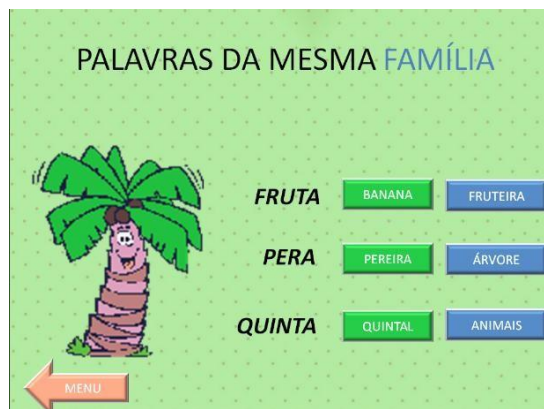 PALAVRAS DA MESMA FAMÍLIA
FRUTA BANANA FRUTEIRA
PERA PEREIRA ÁRVORE
QUINTA QUINTAL ANIMAIS
MENU